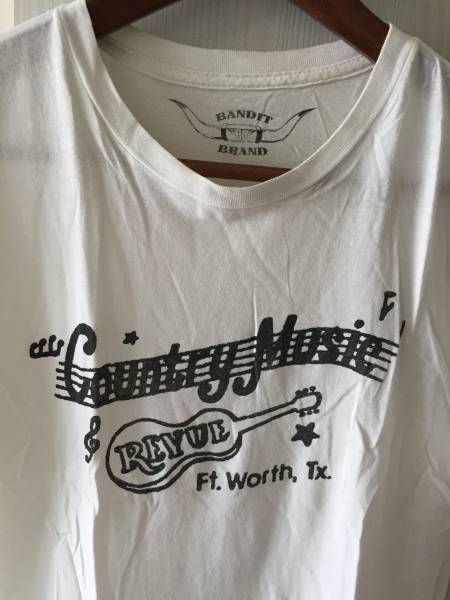 BANDIT
BRAND
Country Music
REVUE
Ft. Worth, Tx.